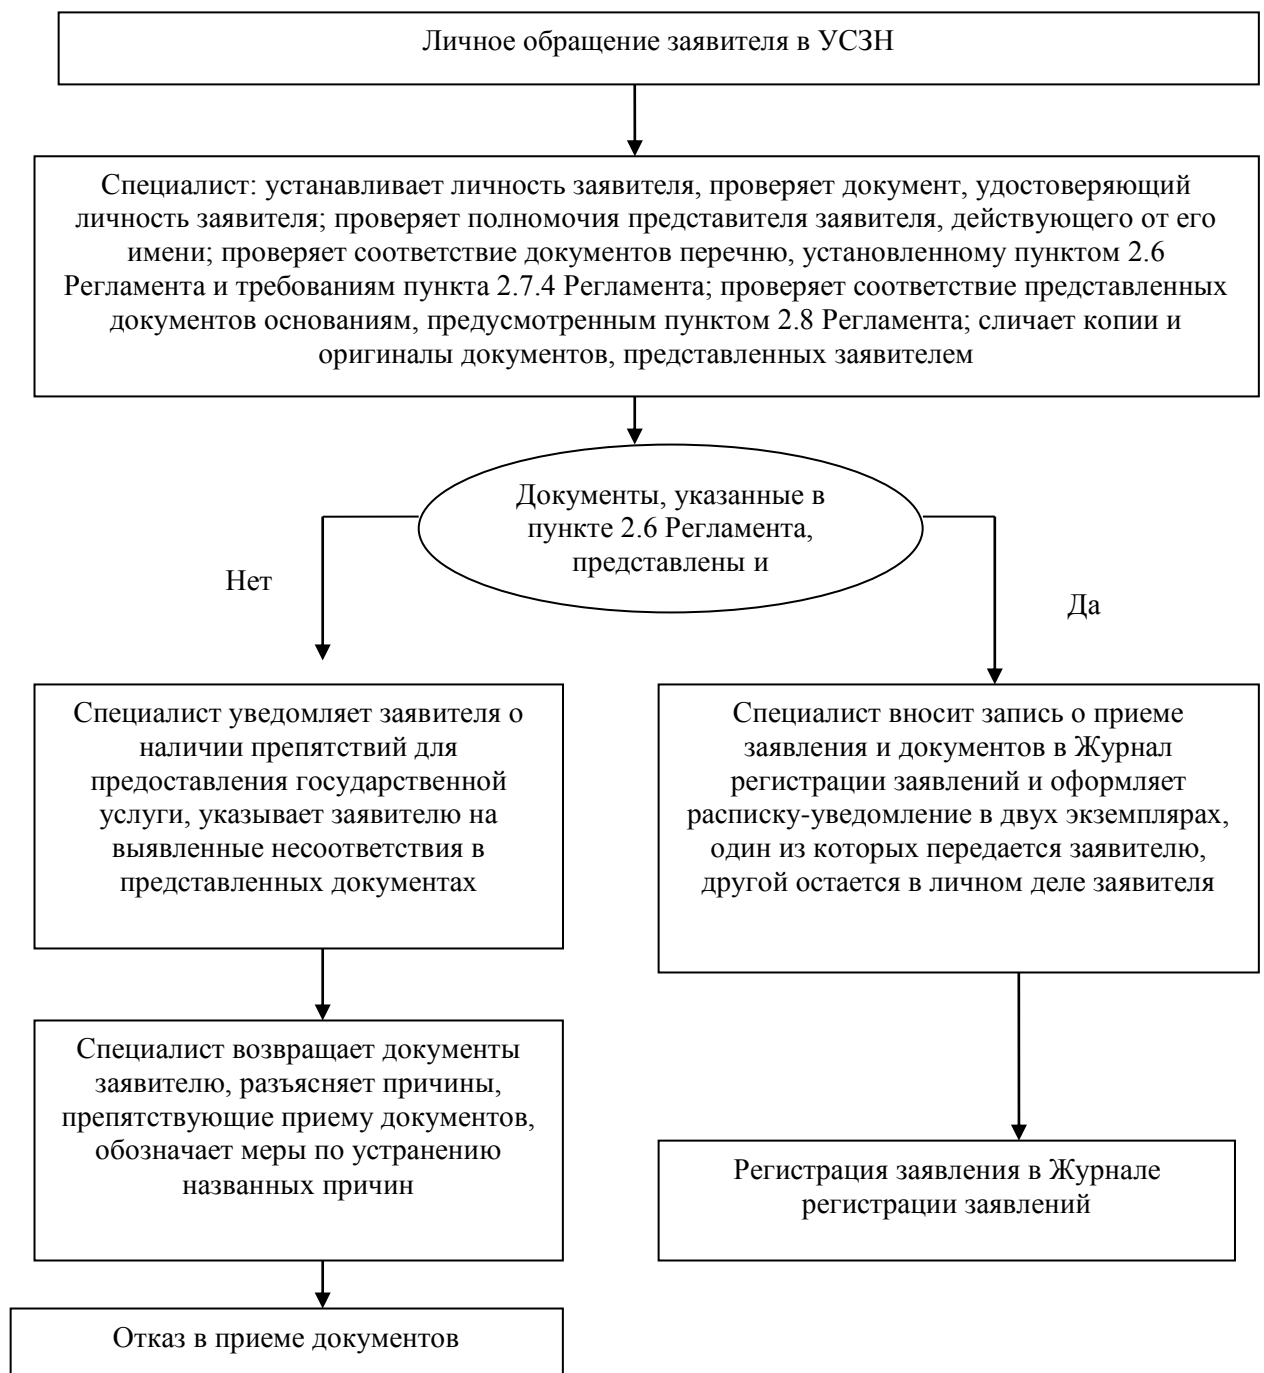 Личное обращение заявителя в УСЗН
Специалист: устанавливает личность заявителя, проверяет документ, удостоверяющий
личность заявителя; проверяет полномочия представителя заявителя, действующего от его
имени; проверяет соответствие документов перечню, установленному пунктом 2.6
Регламента и требованиям пункта 2.7.4 Регламента; проверяет соответствие представленных
документов основаниям, предусмотренным пунктом 2.8 Регламента; сличает копии и
оригиналы документов, представленных заявителем
Документы, указанные в
пункте 2.6 Регламента,
представлены и
Нет
Да
Специалист уведомляет заявителя о
наличии препятствий для
предоставления государственной
услуги, указывает заявителю на
выявленные несоответствия в
представленных документах
Специалист вносит запись о приеме
заявления и документов в Журнал
регистрации заявлений и оформляет
расписку-уведомление в двух экземплярах,
один из которых передается заявителю,
другой остается в личном деле заявителя
Специалист возвращает документы
заявителю, разъясняет причины,
препятствующие приему документов,
обозначает меры по устранению
названных причин
Регистрация заявления в Журнале
регистрации заявлений
Отказ в приеме документов